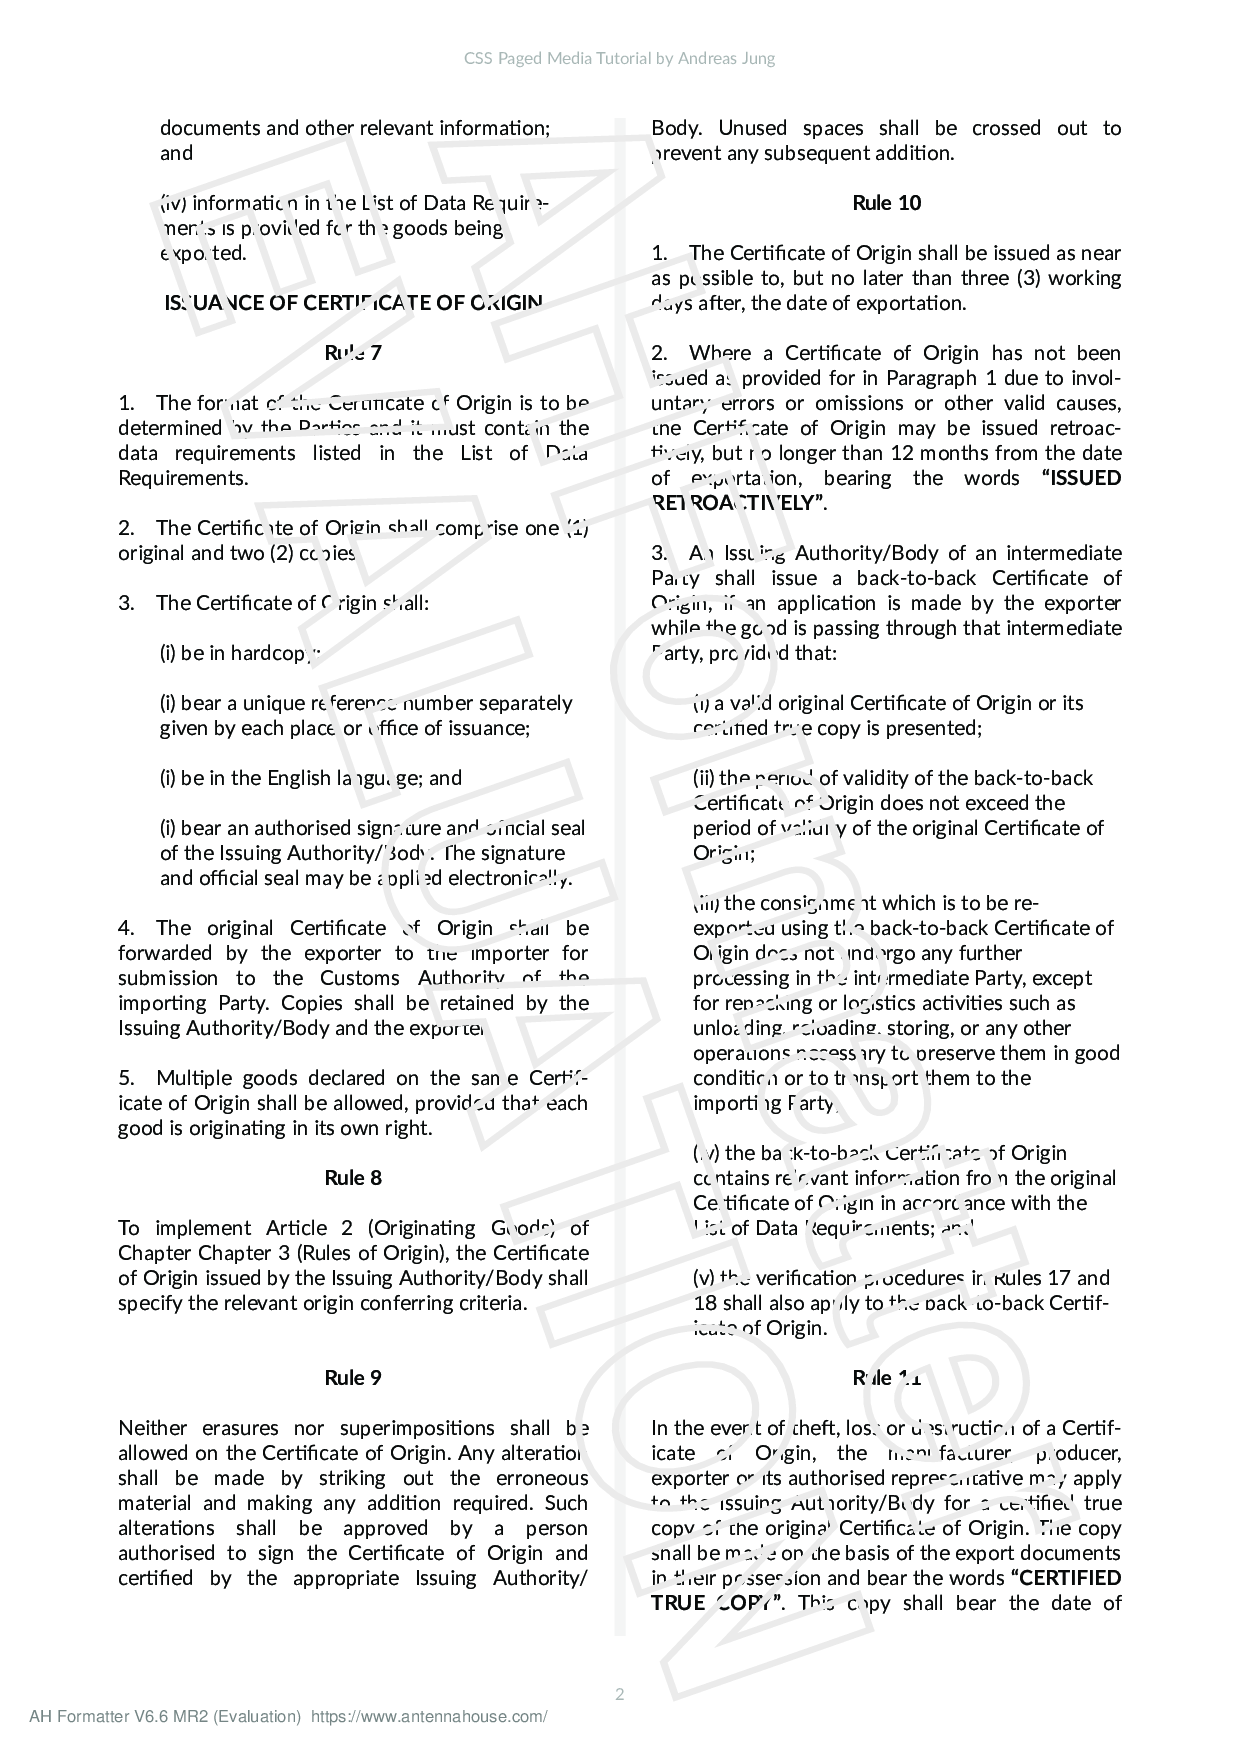 CSS Paged Media Tutorial by Andreas Jung
documents and other relevant information;
and
(iv) information in the List of Data Require-
ments is provided for the goods being
exported.
ISSUANCE OF CERTIFICATE OF ORIGIN
Rule 7
1. The format of the Certificate of Origin is to be
determined by the Parties and it must contain the
data requirements listed in the List of Data
Requirements.
2. The Certificate of Origin shall comprise one (1)
original and two (2) copies.
3. The Certificate of Origin shall:
(i) be in hardcopy;
(i) bear a unique reference number separately
given by each place or office of issuance;
(i) be in the English language; and
(i) bear an authorised signature and official seal
of the Issuing Authority/Body. The signature
and official seal may be applied electronically.
4. The original Certificate of Origin shall be
forwarded by the exporter to the importer for
submission to the Customs Authority of the
importing Party. Copies shall be retained by the
Issuing Authority/Body and the exporter.
5. Multiple goods declared on the same Certif-
icate of Origin shall be allowed, provided that each
good is originating in its own right.
Rule 8
To implement Article 2 (Originating Goods) of
Chapter Chapter 3 (Rules of Origin), the Certificate
of Origin issued by the Issuing Authority/Body shall
specify the relevant origin conferring criteria.
Rule 9
Neither erasures nor superimpositions shall be
allowed on the Certificate of Origin. Any alteration
shall be made by striking out the erroneous
material and making any addition required. Such
alterations shall be approved by a person
authorised to sign the Certificate of Origin and
certified by the appropriate Issuing Authority/
Body. Unused spaces shall be crossed out to
prevent any subsequent addition.
Rule 10
1. The Certificate of Origin shall be issued as near
as possible to, but no later than three (3) working
days after, the date of exportation.
2. Where a Certificate of Origin has not been
issued as provided for in Paragraph 1 due to invol-
untary errors or omissions or other valid causes,
the Certificate of Origin may be issued retroac-
tively, but no longer than 12 months from the date
of exportation, bearing the words “ISSUED
RETROACTIVELY”.
3. An Issuing Authority/Body of an intermediate
Party shall issue a back-to-back Certificate of
Origin, if an application is made by the exporter
while the good is passing through that intermediate
Party, provided that:
(i) a valid original Certificate of Origin or its
certified true copy is presented;
(ii) the period of validity of the back-to-back
Certificate of Origin does not exceed the
period of validity of the original Certificate of
Origin;
(iii) the consignment which is to be re-
exported using the back-to-back Certificate of
Origin does not undergo any further
processing in the intermediate Party, except
for repacking or logistics activities such as
unloading, reloading, storing, or any other
operations necessary to preserve them in good
condition or to transport them to the
importing Party;
(iv) the back-to-back Certificate of Origin
contains relevant information from the original
Certificate of Origin in accordance with the
List of Data Requirements; and
(v) the verification procedures in Rules 17 and
18 shall also apply to the back-to-back Certif-
icate of Origin.
Rule 11
In the event of theft, loss or destruction of a Certif-
icate of Origin, the manufacturer, producer,
exporter or its authorised representative may apply
to the Issuing Authority/Body for a certified true
copy of the original Certificate of Origin. The copy
shall be made on the basis of the export documents
in their possession and bear the words “CERTIFIED
TRUE COPY”. This copy shall bear the date of
AH Formatter
EVALUATION
2
AH Formatter V6.6 MR2 (Evaluation) https://www.antennahouse.com/